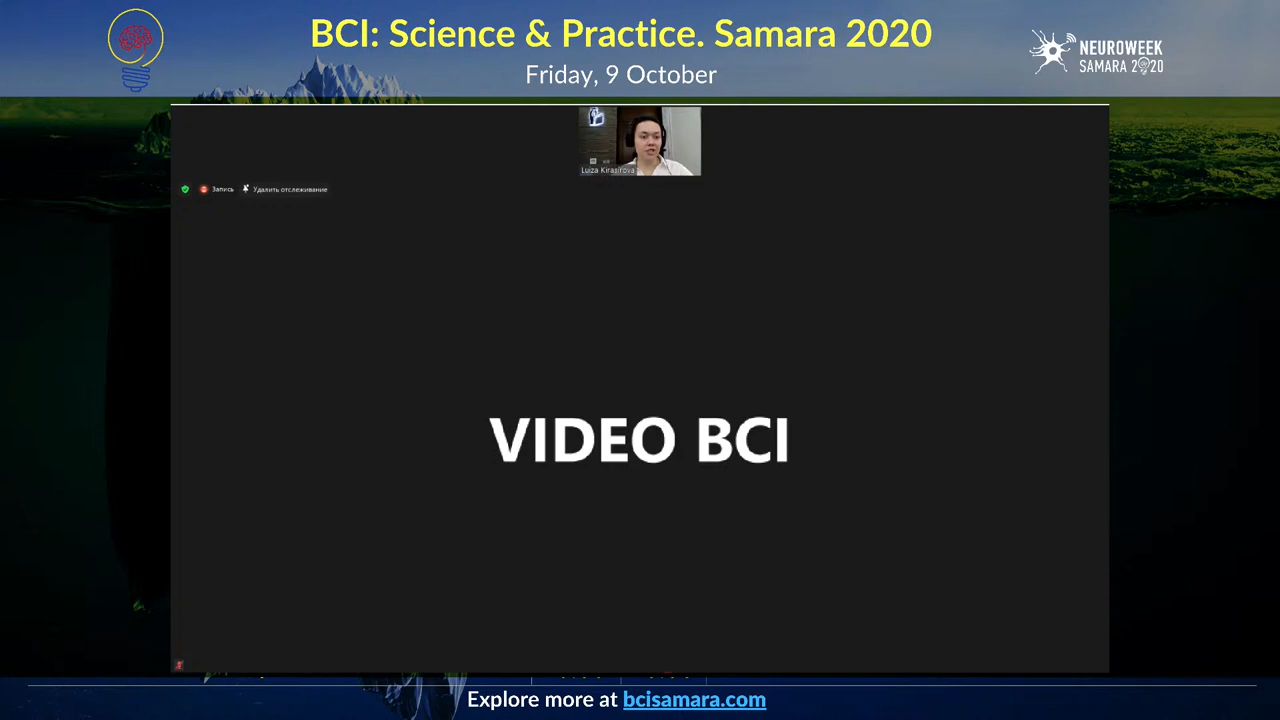 BCI: Science & Practice. Samara 2020
Friday, 9 October
NEUROWEEK
SAMARA 2020
Luiza Kirasirova
Запись
Удалить отслеживание
VIDEO BCI
Explore more at bcisamara.com